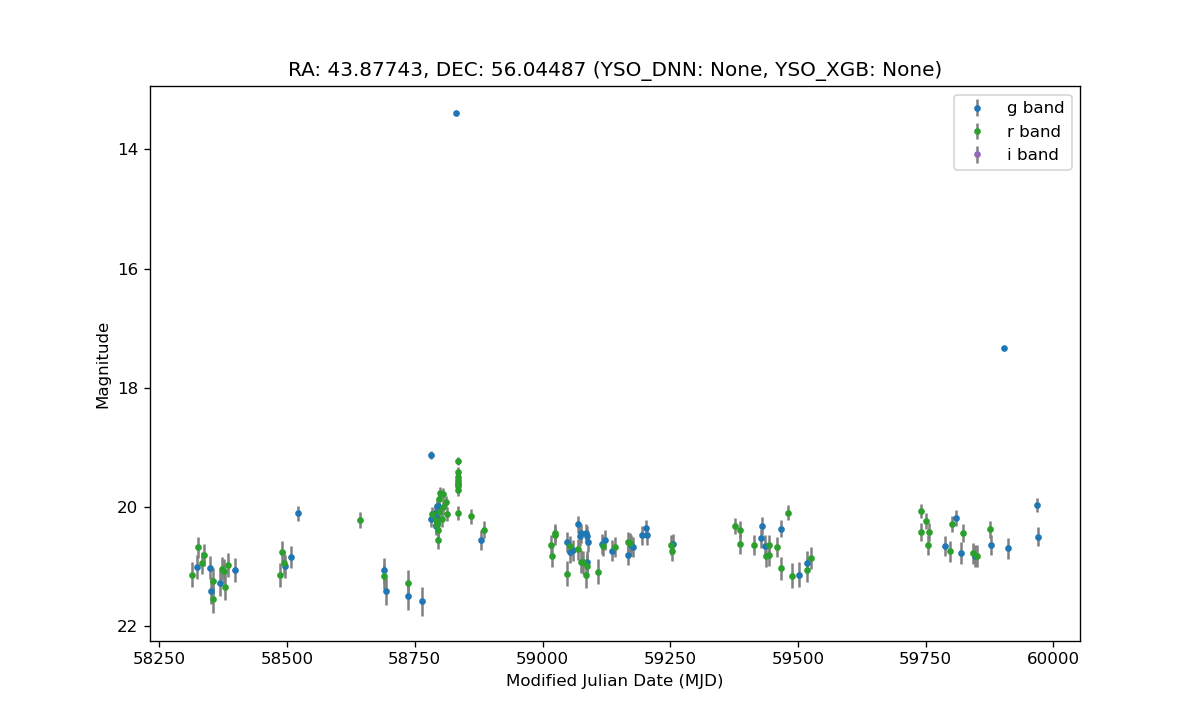 RA: 43.87743, DEC: 56.04487 (YSO_DNN: None, YSO_XGB: None)
g band
r band
i band
14
16
18
20
22
Magnitude
58250 58500 58750 59000 59250 59500 59750 60000
Modified Julian Date (MJD)